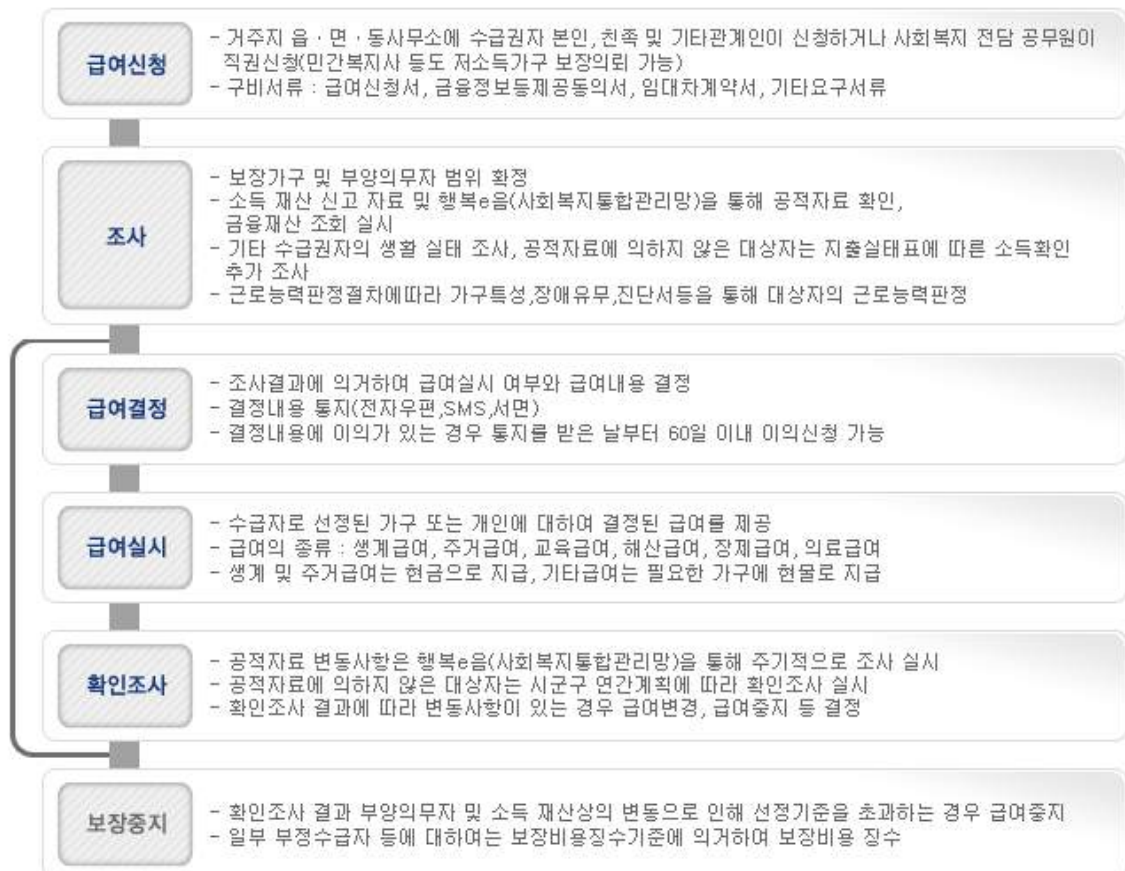 급여신청
- 거주지 읍 · 면 · 동사무소에 수급권자 본인, 친족 및 기타관계인이 신청하거나 사회복지 전담 공무원이
직권신청(민간복지사 등도 저소득가구 보장의뢰 가능)
- 구비서류 : 급여신청서, 금융정보등제공동의서, 임대차계약서, 기타요구서류
조사
- 보장가구 및 부양의무자 범위 확정
- 소득 재산 신고 자료 및 행복e음(사회복지통합관리망)을 통해 공적자료 확인,
금융재산 조회 실시
- 기타 수급권자의 생활 실태 조사, 공적자료에 의하지 않은 대상자는 지출실태표에 따른 소득확인
추가 조사
- 근로능력판정절차에따라 가구특성,장애유무,진단서등을 통해 대상자의 근로능력판정
급여결정
- 조사결과에 의거하여 급여실시 여부와 급여내용 결정
- 결정내용 통지(전자우편,SMS,서면)
- 결정내용에 이의가 있는 경우 통지를 받은 날부터 60일 이내 이의신청 가능
급여실시
- 수급자로 선정된 가구 또는 개인에 대하여 결정된 급여를 제공
- 급여의 종류 : 생계급여, 주거급여, 교육급여, 해산급여, 장제급여, 의료급여
- 생계 및 주거급여는 현금으로 지급, 기타급여는 필요한 가구에 현물로 지급
확인조사
- 공적자료 변동사항은 행복e음(사회복지통합관리망)을 통해 주기적으로 조사 실시
- 공적자료에 의하지 않은 대상자는 시군구 연간계획에 따라 확인조사 실시
- 확인조사 결과에 따라 변동사항이 있는 경우 급여변경, 급여중지 등 결정
보장중지
- 확인조사 결과 부양의무자 및 소득 재산상의 변동으로 인해 선정기준을 초과하는 경우 급여중지
- 일부 부정수급자 등에 대하여는 보장비용징수기준에 의거하여 보장비용 징수